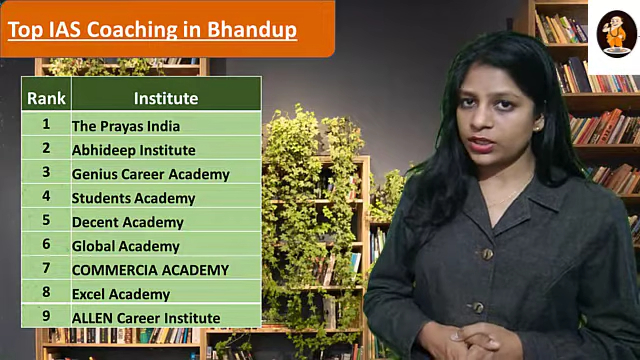 Top IAS Coaching in Bhandup
Rank Institute
1 The Prayas India
2 Abhideep Institute
3 Genius Career Academy
4 Students Academy
5 Decent Academy
6 Global Academy
7 COMMERCIA ACADEMY
8 Excel Academy
9 ALLEN Career Institute